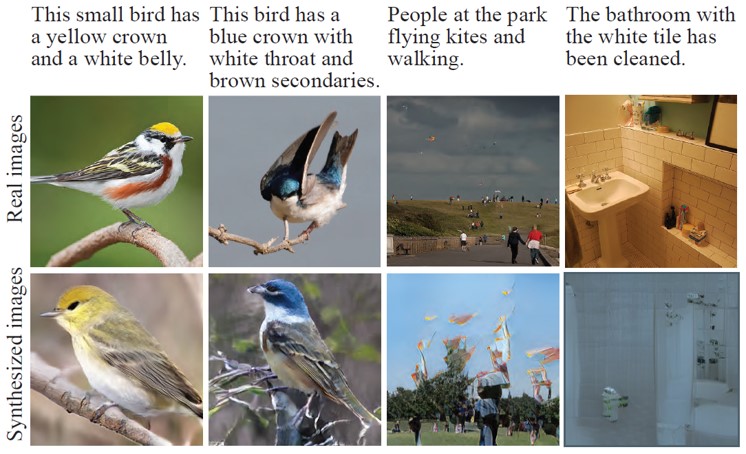 This small bird has
a yellow crown
and a white belly.
This bird has a
blue crown with
white throat and
brown secondaries.
People at the park
flying kites and
walking.
The bathroom with
the white tile has
been cleaned.
Real images
Synthesized images